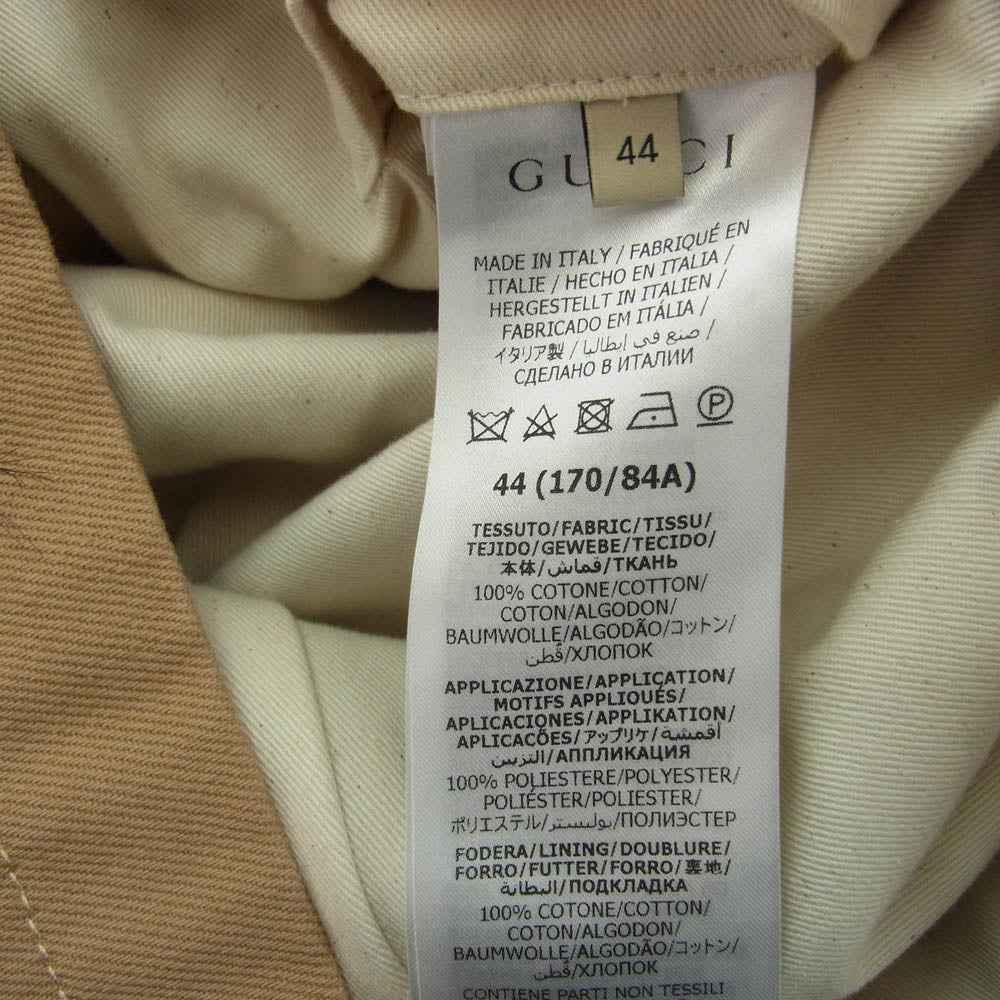 GU CI
44
MADE IN ITALY / FABRIQUÉ EN
ITALIE / HECHO EN ITALIA /
HERGESTELLT IN ITALIEN /
FABRICADO EM ITÁLIA /
イタリア製 / صنع في إيطاليا /
СДЕЛАНО В ИТАЛИИ
P
44 (170/84A)
TESSUTO/FABRIC/TISSU/
TEJIDO/GEWEBE/TECIDO/
本体/قماش/ТКАНЬ
100% COTONE/COTTON/
COTON/ALGODON/
BAUMWOLLE/ALGODÃO/コットン/
قُطن/ХЛОПОК
APPLICAZIONE/APPLICATION/
MOTIFS APPLIQUÉS/
APLICACIONES/APPLIKATION/
APLICACÕES/アップリケ/أقمشة
التزيين/АППЛИКАЦИЯ
100% POLIESTERE/POLYESTER/
POLIÉSTER/POLIESTER/
ポリエステル/بوليستر/ПОЛИЭСТЕР
FODERA/LINING/DOUBLURE/
FORRO/FUTTER/FORRO/裏地/
البطانة/ПОДКЛАДКА
100% COTONE/COTTON/
COTON/ALGODON/
BAUMWOLLE/ALGODÃO/コットン/
قُطن/ХЛОПОК
CONTIENE PARTI NON TESSILI